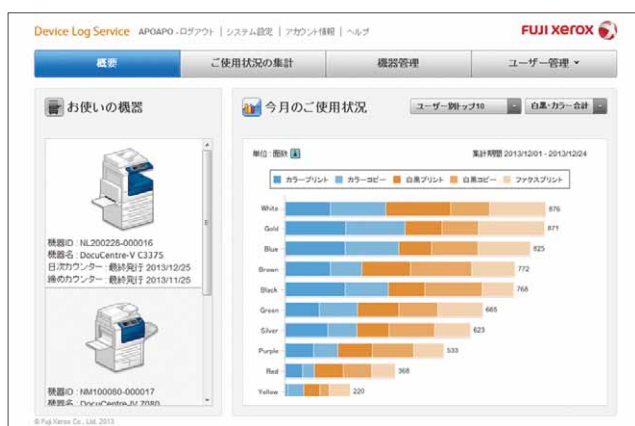 Device Log Service APOAPO - ログアウト | システム設定 | アカウント情報 | ヘルプ
FUJI xerox
概要 ご使用状況の集計 機器管理 ユーザー管理
お使いの機器
機器ID : NL200228-000016
機器名 : DocuCentre-V C3375
日次カウンター : 最終発行 2013/12/25
締めカウンター : 最終発行 2013/11/25
機器ID : NM100060-000017
機器名 : DocuCentre-IV 7080
今月のご使用状況 ユーザー別トップ10 白黒・カラー合計
単位 : 面数 集計期間 2013/12/01 - 2013/12/24
カラープリント カラーコピー 白黒プリント 白黒コピー ファクスプリント
White 876
Gold 871
Blue 825
Brown 772
Black 768
Green 665
Silver 623
Purple 533
Red 368
Yellow 220
© Fuji Xerox Co., Ltd. 2013